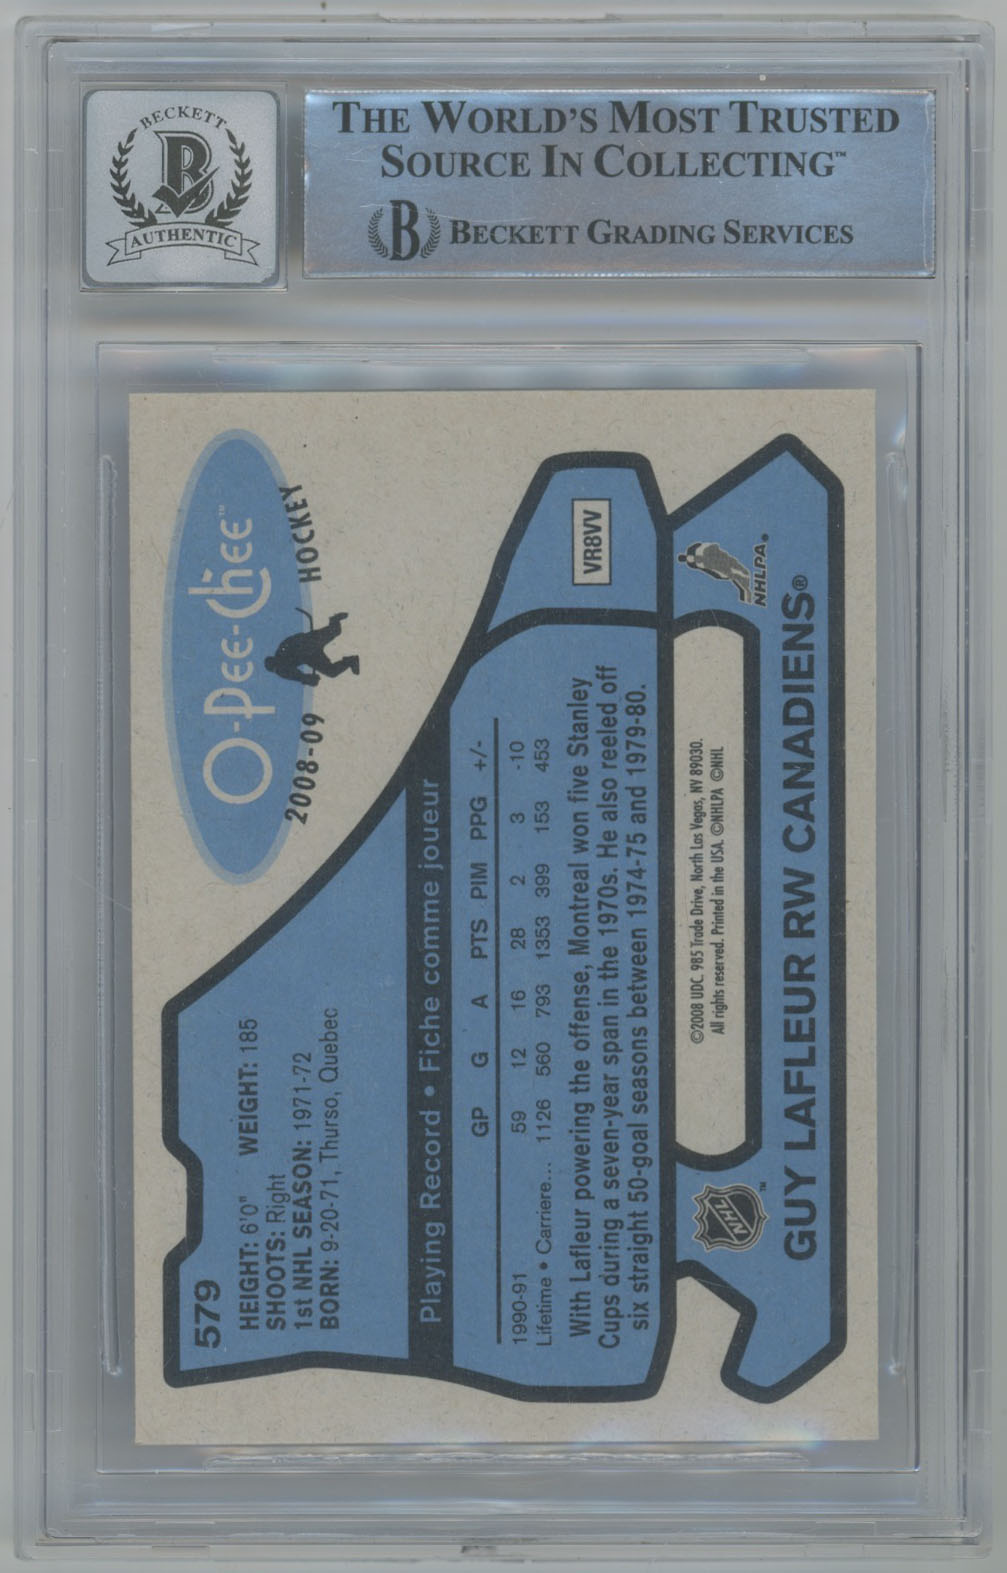 BECKETT
B
AUTHENTIC
THE WORLD'S MOST TRUSTED
SOURCE IN COLLECTING™
B BECKETT GRADING SERVICES
O-PEE-CHEE™
2008-09 HOCKEY
579
HEIGHT: 6'0" WEIGHT: 185
SHOOTS: Right
1st NHL SEASON: 1971-72
BORN: 9-20-71, Thurso, Quebec
Playing Record • Fiche comme joueur
GP G A PTS PIM PPG +/-
1990-91 59 12 16 28 2 3 -10
Lifetime • Carriere... 1126 560 793 1353 399 153 453
With Lafleur powering the offense, Montreal won five Stanley
Cups during a seven-year span in the 1970s. He also reeled off
six straight 50-goal seasons between 1974-75 and 1979-80.
VR8VV
©2008 UDC. 985 Trade Drive, North Las Vegas, NV 89030.
All rights reserved. Printed in the USA. ©NHLPA ©NHL
NHL™
NHLPA®
GUY LAFLEUR RW CANADIENS®